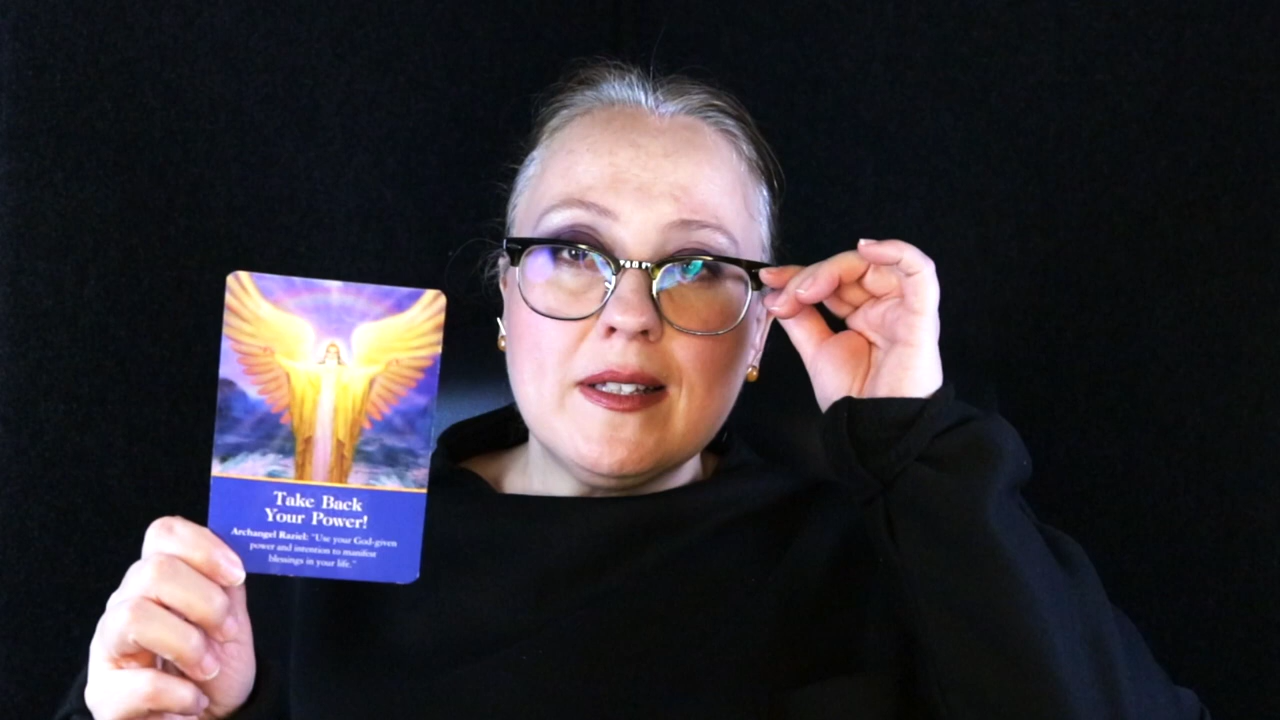 Take Back
Your Power!
Archangel Raziel: "Use your God-given
power and intention to manifest
blessings in your life."